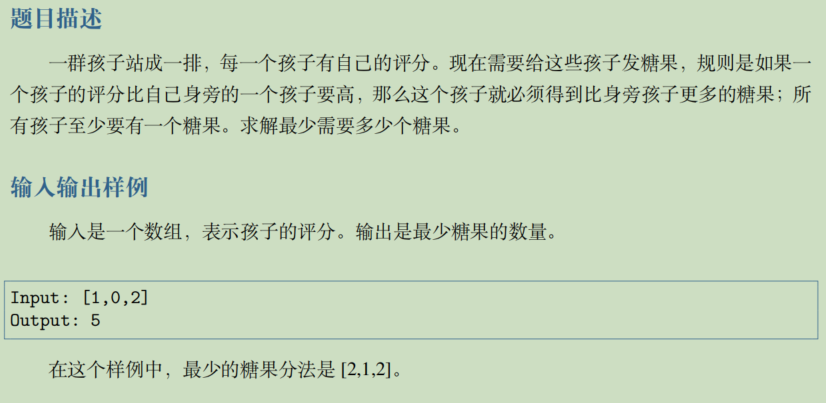 题目描述
一群孩子站成一排，每一个孩子有自己的评分。现在需要给这些孩子发糖果，规则是如果一
个孩子的评分比自己身旁的一个孩子要高，那么这个孩子就必须得到比身旁孩子更多的糖果；所
有孩子至少要有一个糖果。求解最少需要多少个糖果。
输入输出样例
输入是一个数组，表示孩子的评分。输出是最少糖果的数量。
Input: [1,0,2]
Output: 5
在这个样例中，最少的糖果分法是 [2,1,2]。